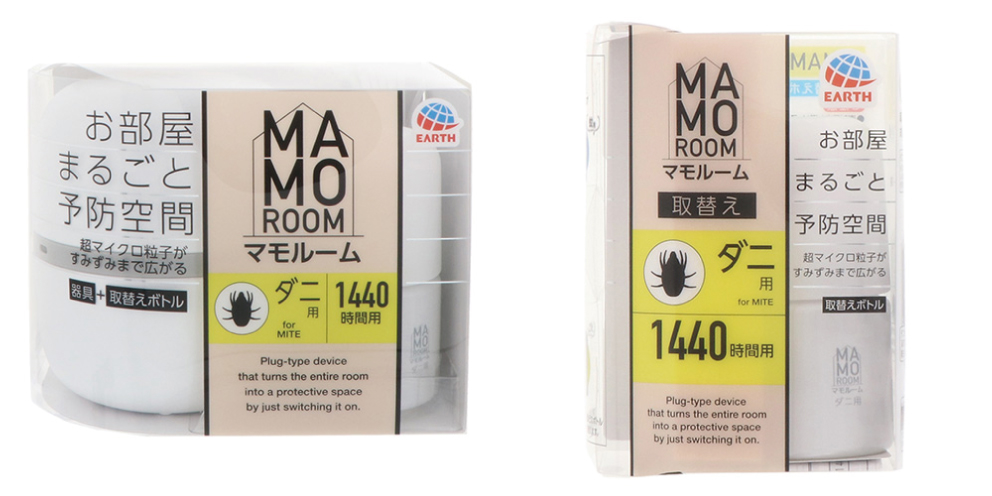 お部屋
まるごと
予防空間
超マイクロ粒子が
すみずみまで広がる
器具+取替えボトル
MA
MO
ROOM
マモルーム
ダニ
用
for
MITE
1440
時間用
Plug-type device
that turns the entire room
into a protective space
by just switching it on.
EARTH
MA
MO
ROOM
MA
MO
ROOM
マモルーム
取替え
ダニ
用
for MITE
1440時間用
Plug-type device
that turns the entire room
into a protective space
by just switching it on.
EARTH
お部屋
まるごと
予防空間
超マイクロ粒子が
すみずみまで広がる
取替えボトル
MA
MO
ROOM
マモルーム
ダニ用